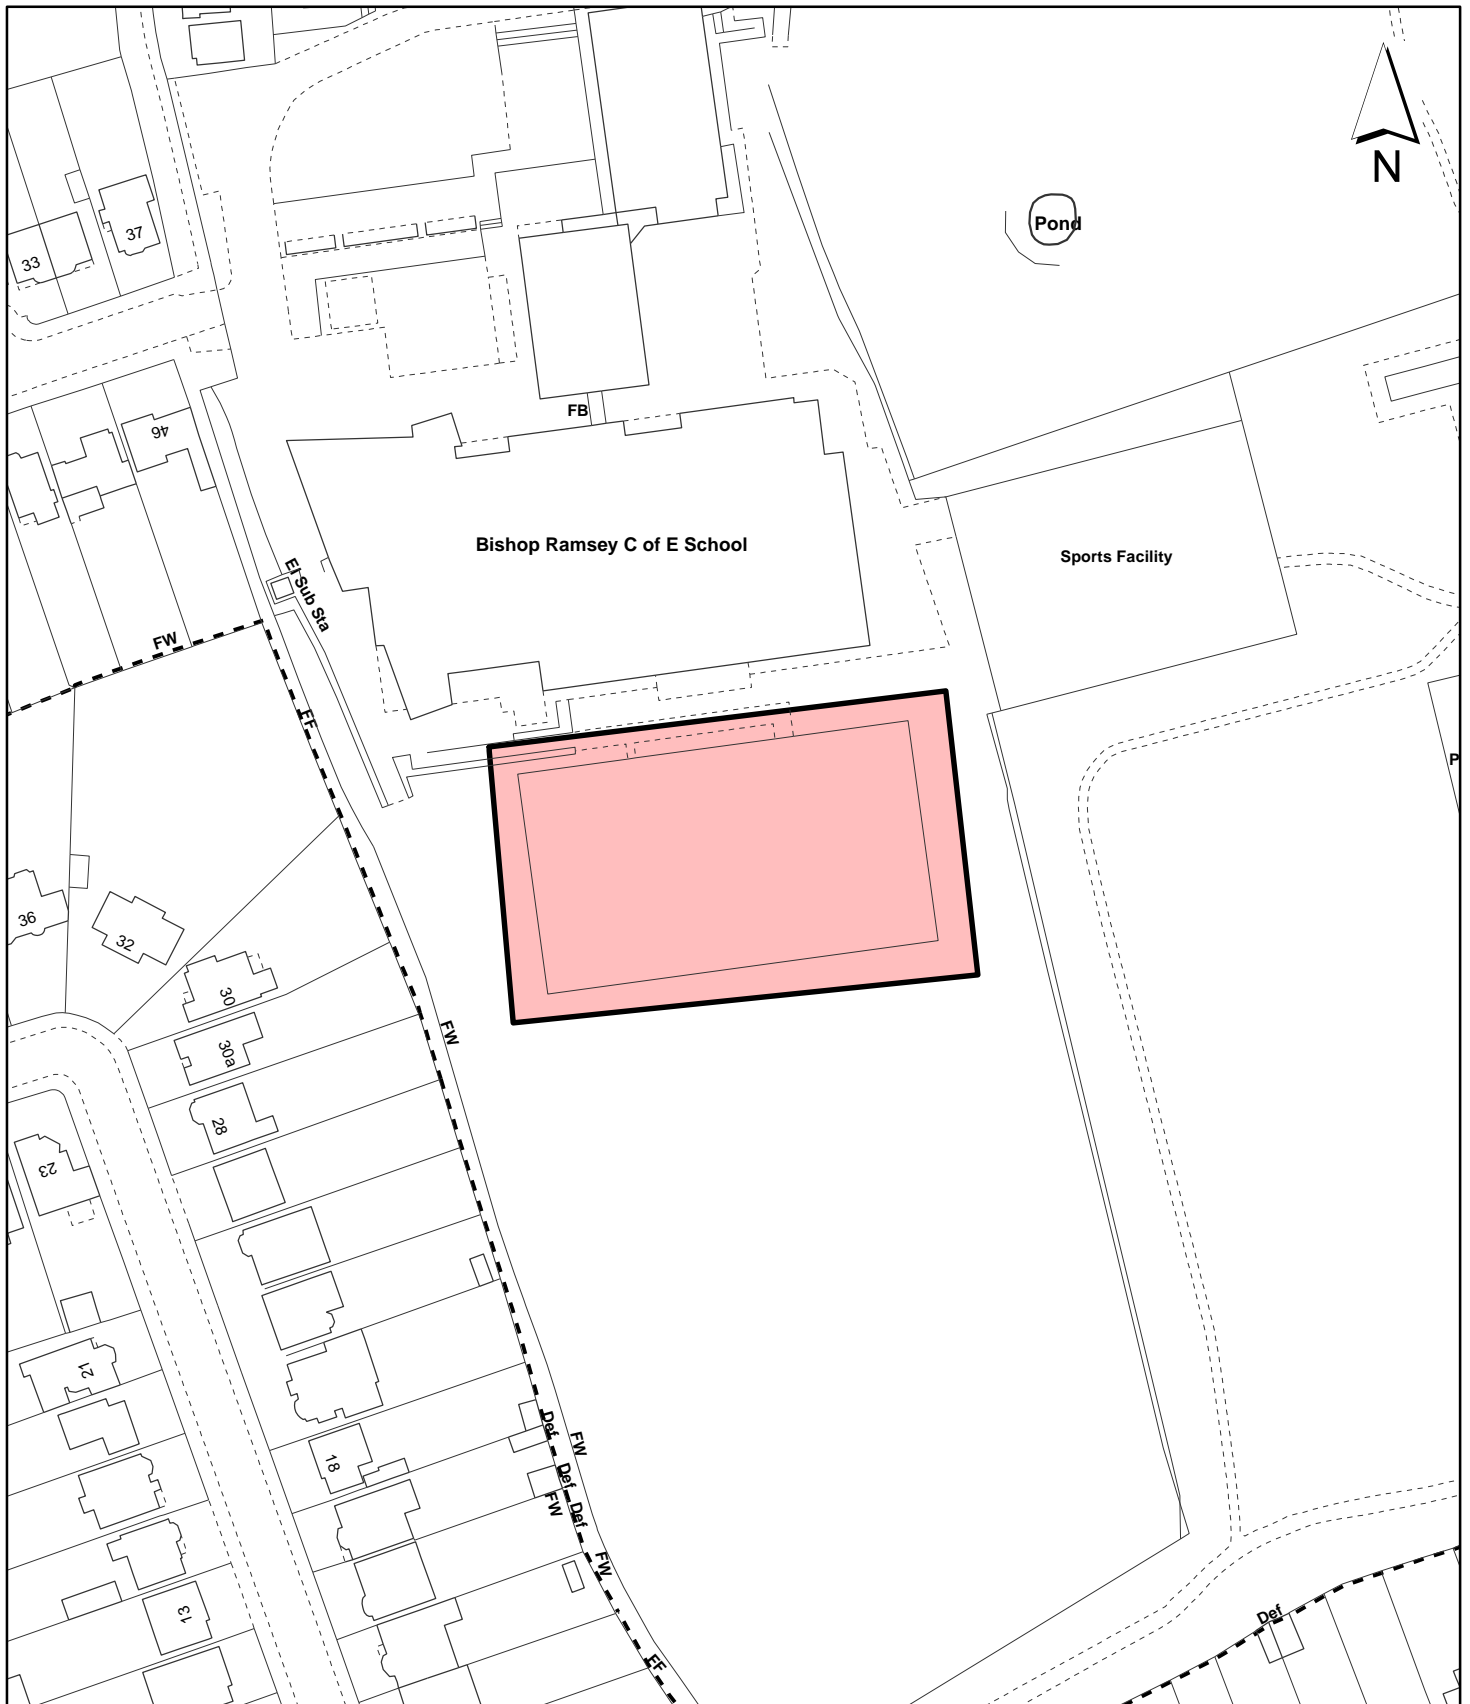 N
Pond
37
33
FB
46
Bishop Ramsey C of E School
Sports Facility
El Sub Sta
FW
FF
P
36
32
30
FW
30a
28
23
21
Def
FW
18
Def
FW
Def
FW
13
Def
FF